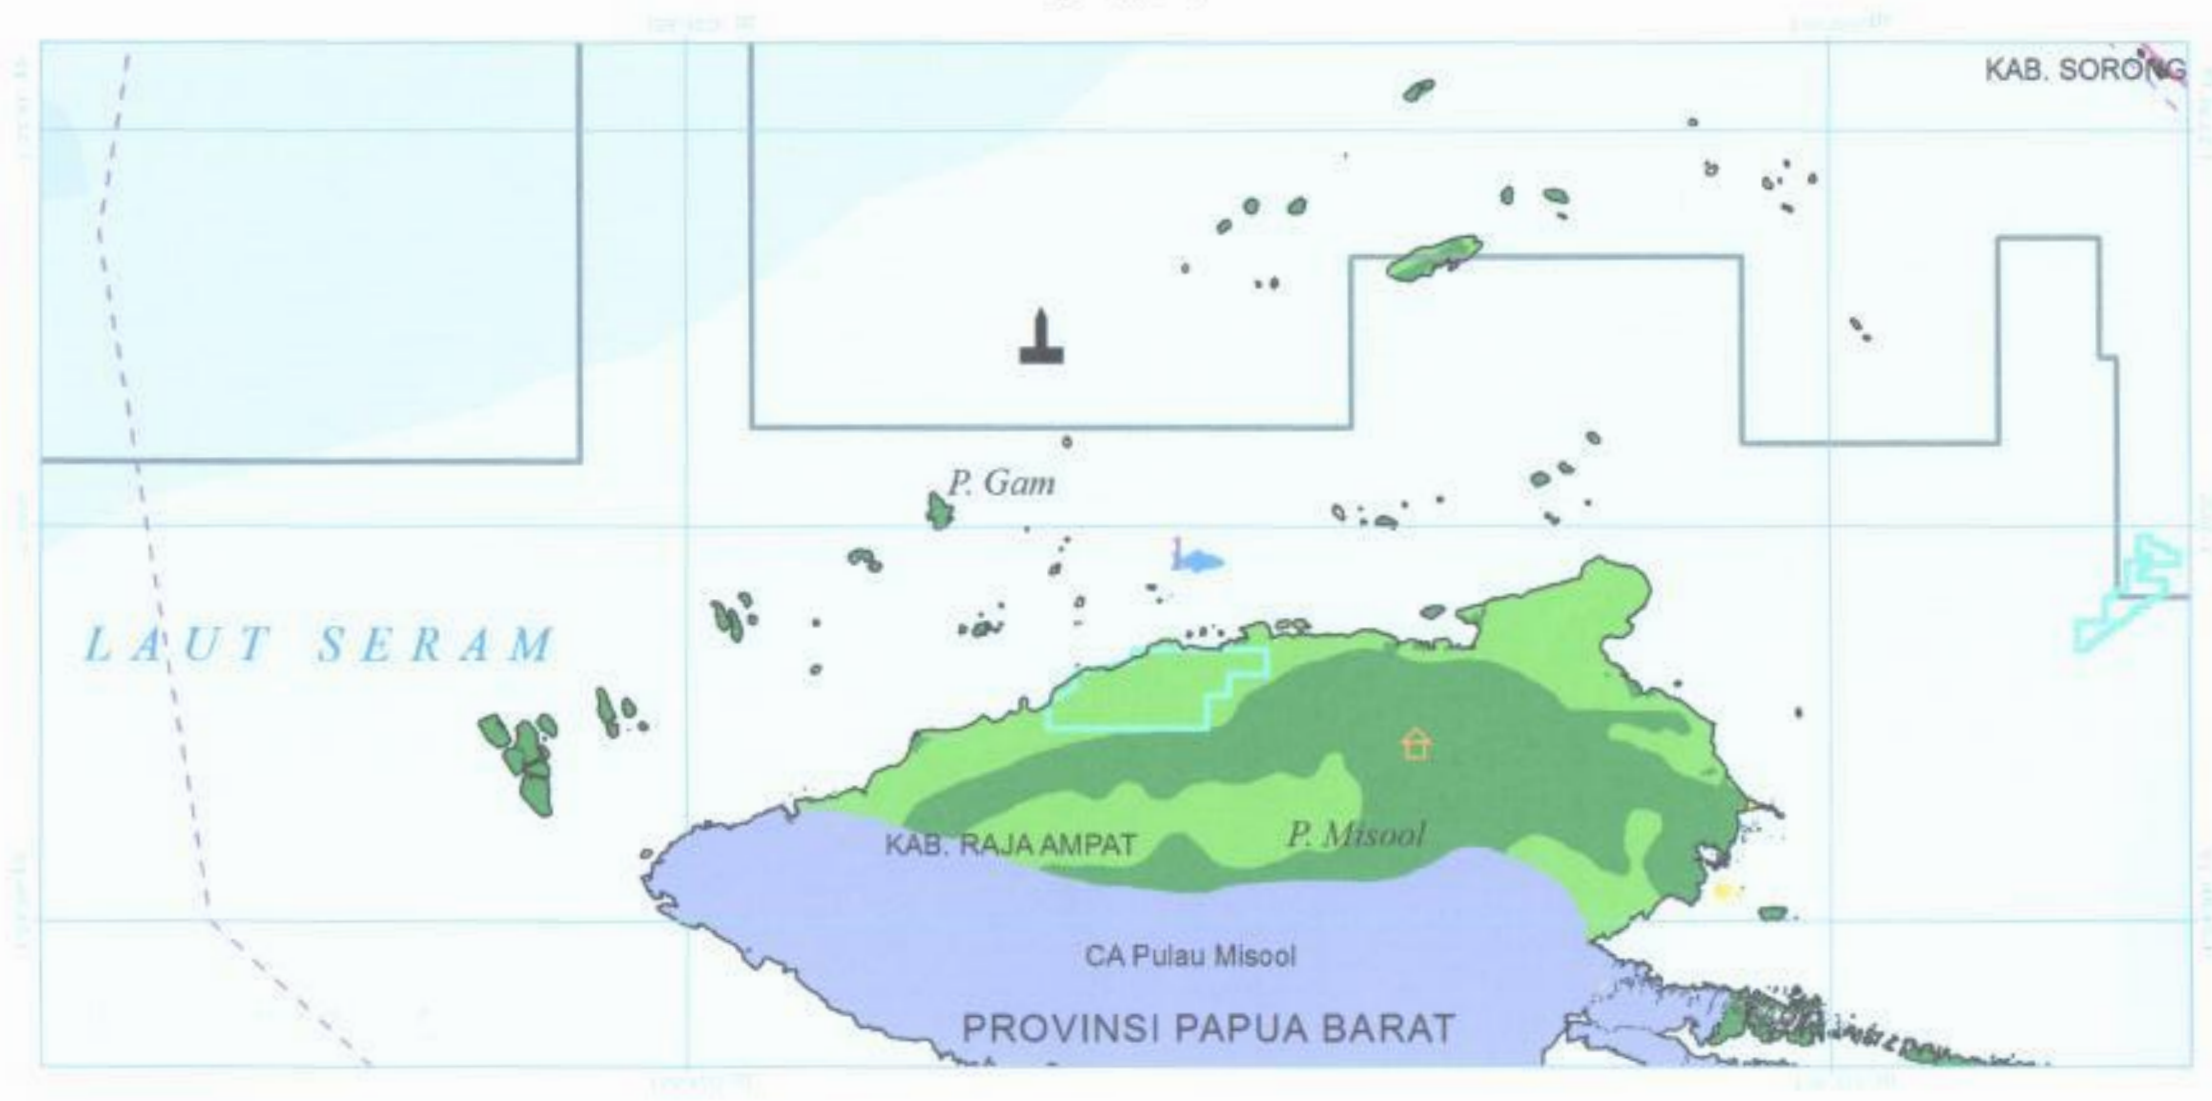 KAB. SORONG
P. Gam
LAUT SERAM
KAB. RAJA AMPAT
P. Misool
CA Pulau Misool
PROVINSI PAPUA BARAT